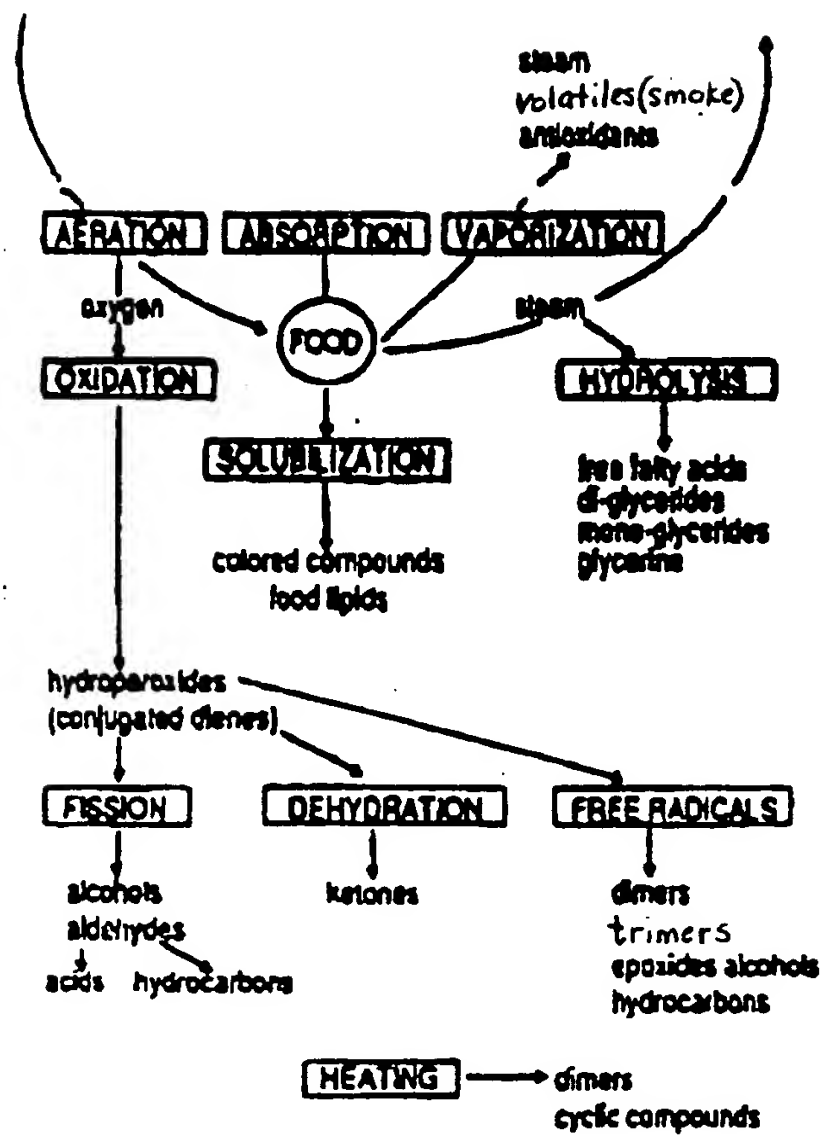 steam
volatiles(smoke)
antioxidants
AERATION
ABSORPTION
VAPORIZATION
oxygen
steam
FOOD
OXIDATION
HYDROLYSIS
SOLUBILIZATION
free fatty acids
di-glycerides
mono-glycerides
glycerine
colored compounds
food lipids
hydroperoxides
(conjugated dienes)
FISSION
DEHYDRATION
FREE RADICALS
alcohols
aldehydes
acids
hydrocarbons
ketones
dimers
trimers
epoxides alcohols
hydrocarbons
HEATING
dimers
cyclic compounds